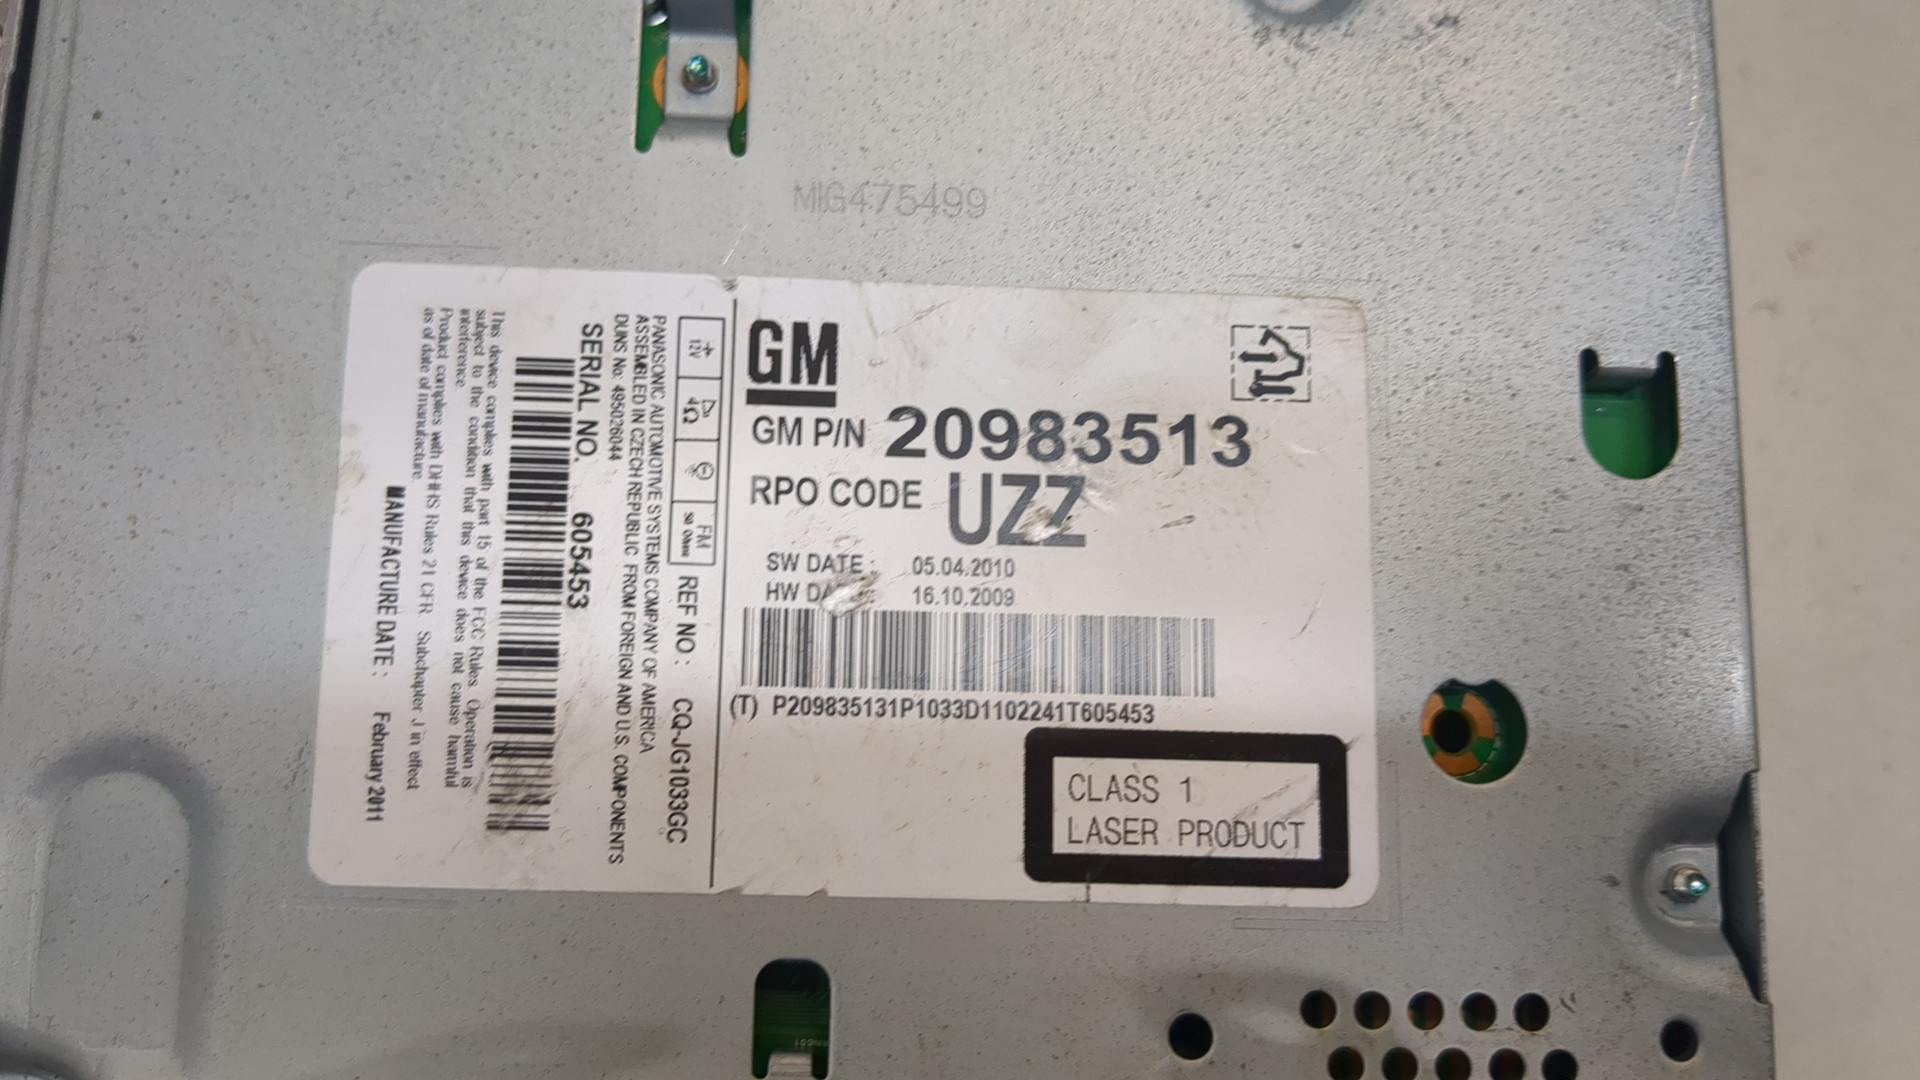 MIG475499
GM
GM P/N 20983513
RPO CODE UZZ
SW DATE : 05.04.2010
HW DA : 16.10.2009
(T) P209835131P1033D1102241T605453
CLASS 1
LASER PRODUCT
12V
4Ω
FM
50 Ohms
REF NO : CQ-JG1033GC
PANASONIC AUTOMOTIVE SYSTEMS COMPANY OF AMERICA
ASSEMBLED IN CZECH REPUBLIC FROM FOREIGN AND U.S. COMPONENTS
DUNS No: 495026044
SERIAL NO. 605453
This device complies with part 15 of the FCC Rules. Operation is
subject to the condition that this device does not cause harmful
interference.
Product complies with DHHS Rules 21 CFR Subchapter J in effect
as of date of manufacture.
MANUFACTURE DATE : February 2011